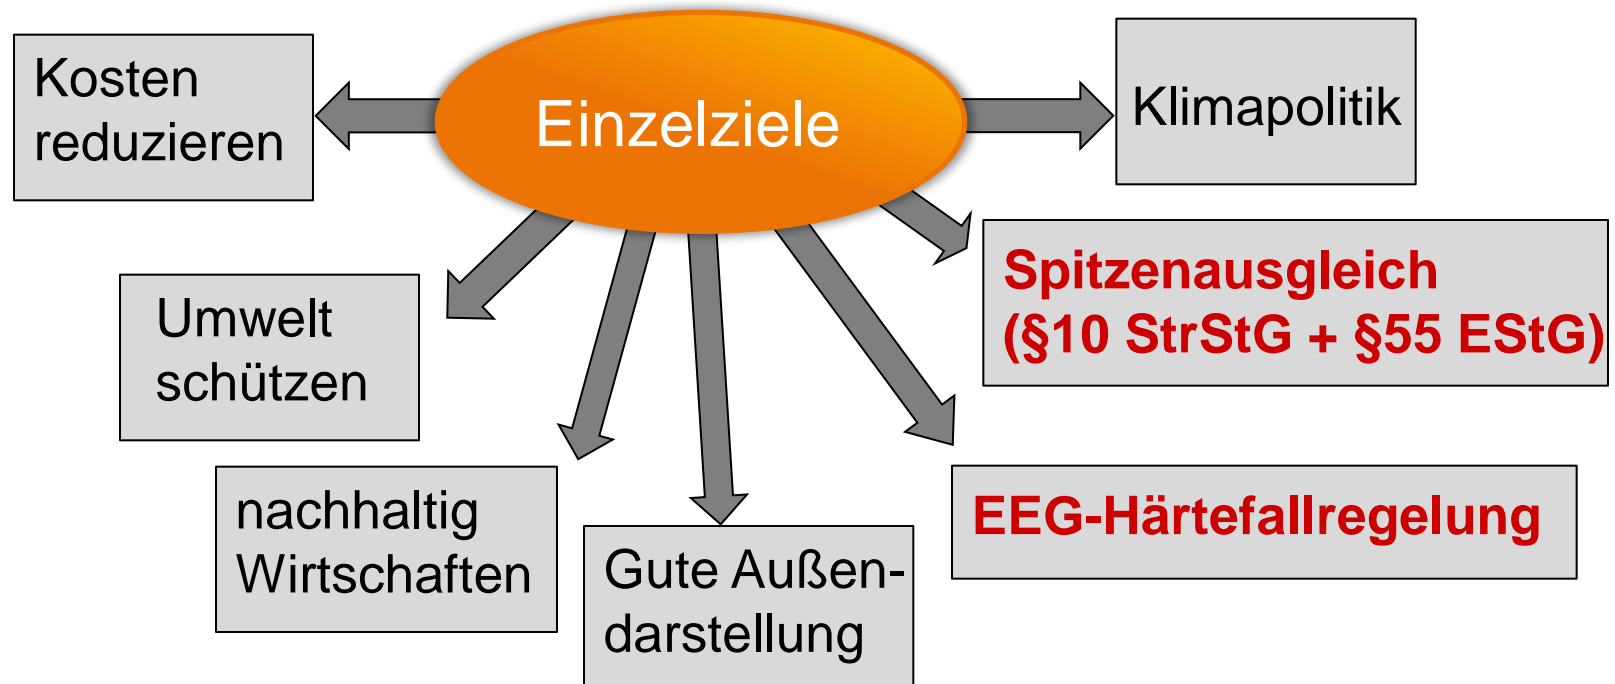 Einzelziele
Kosten
reduzieren
Klimapolitik
Umwelt
schützen
Spitzenausgleich
(§10 StrStG + §55 EStG)
nachhaltig
Wirtschaften
EEG-Härtefallregelung
Gute Außen-
darstellung